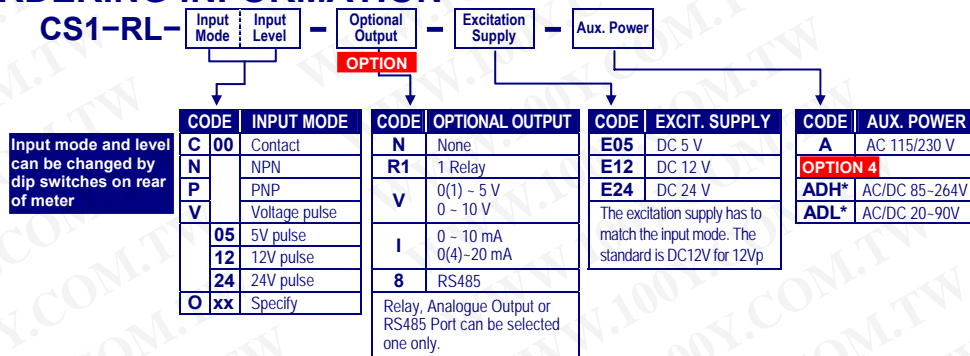 RDERING INFORMATION
CS1−RL− Input Mode Input Level − Optional Output − Excitation Supply − Aux. Power
OPTION
Input mode and level
can be changed by
dip switches on rear
of meter
CODE INPUT MODE
C 00 Contact
N NPN
P PNP
V Voltage pulse
05 5V pulse
12 12V pulse
24 24V pulse
O xx Specify
CODE OPTIONAL OUTPUT
N None
R1 1 Relay
V 0(1) ~ 5 V
0 ~ 10 V
I 0 ~ 10 mA
0(4)~20 mA
8 RS485
Relay, Analogue Output or
RS485 Port can be selected
one only.
CODE EXCIT. SUPPLY
E05 DC 5 V
E12 DC 12 V
E24 DC 24 V
The excitation supply has to
match the input mode. The
standard is DC12V for 12Vp
CODE AUX. POWER
A AC 115/230 V
OPTION 4
ADH* AC/DC 85~264V
ADL* AC/DC 20~90V